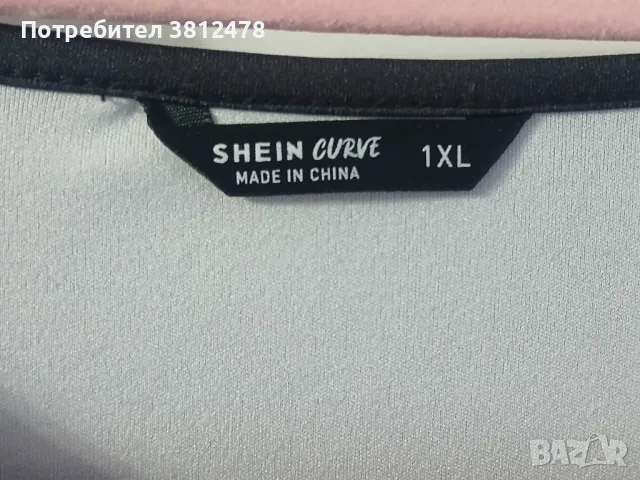 Потребител 3812478
SHEIN CURVE 1XL
MADE IN CHINA
BAZAR